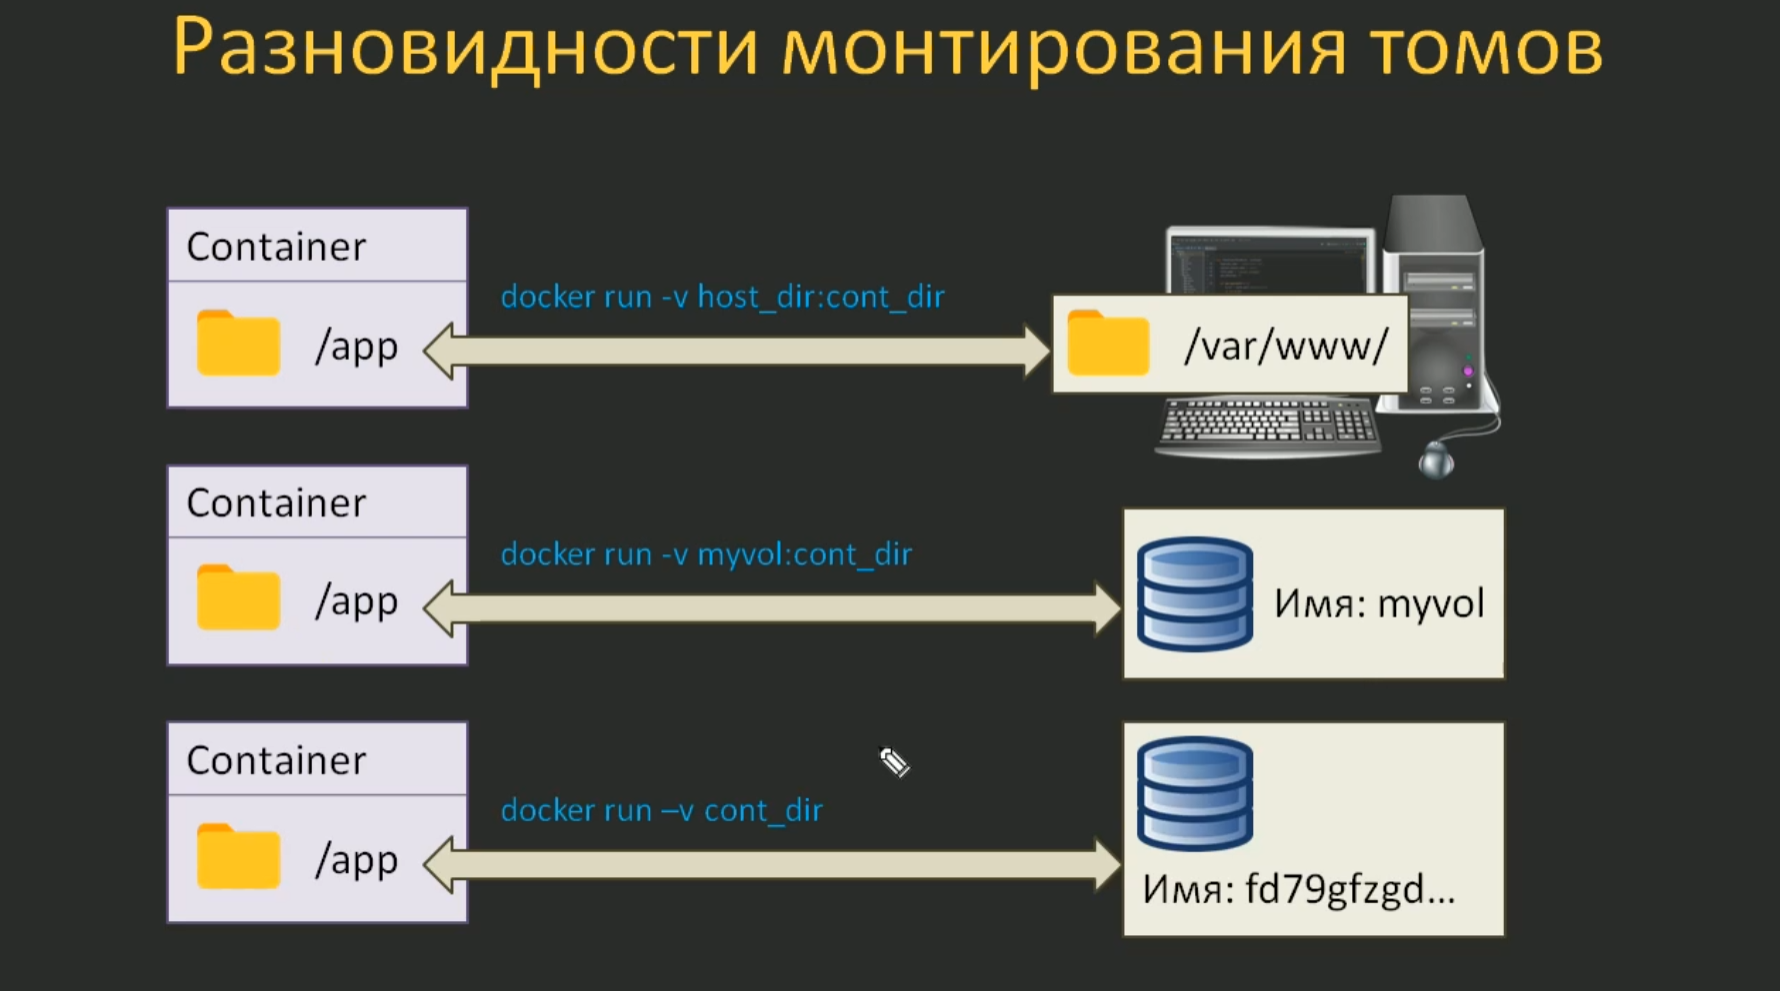 Разновидности монтирования томов
Container
docker run -v host_dir:cont_dir
/app
/var/www/
Container
docker run -v myvol:cont_dir
/app
Имя: myvol
Container
docker run –v cont_dir
/app
Имя: fd79gfzgd...